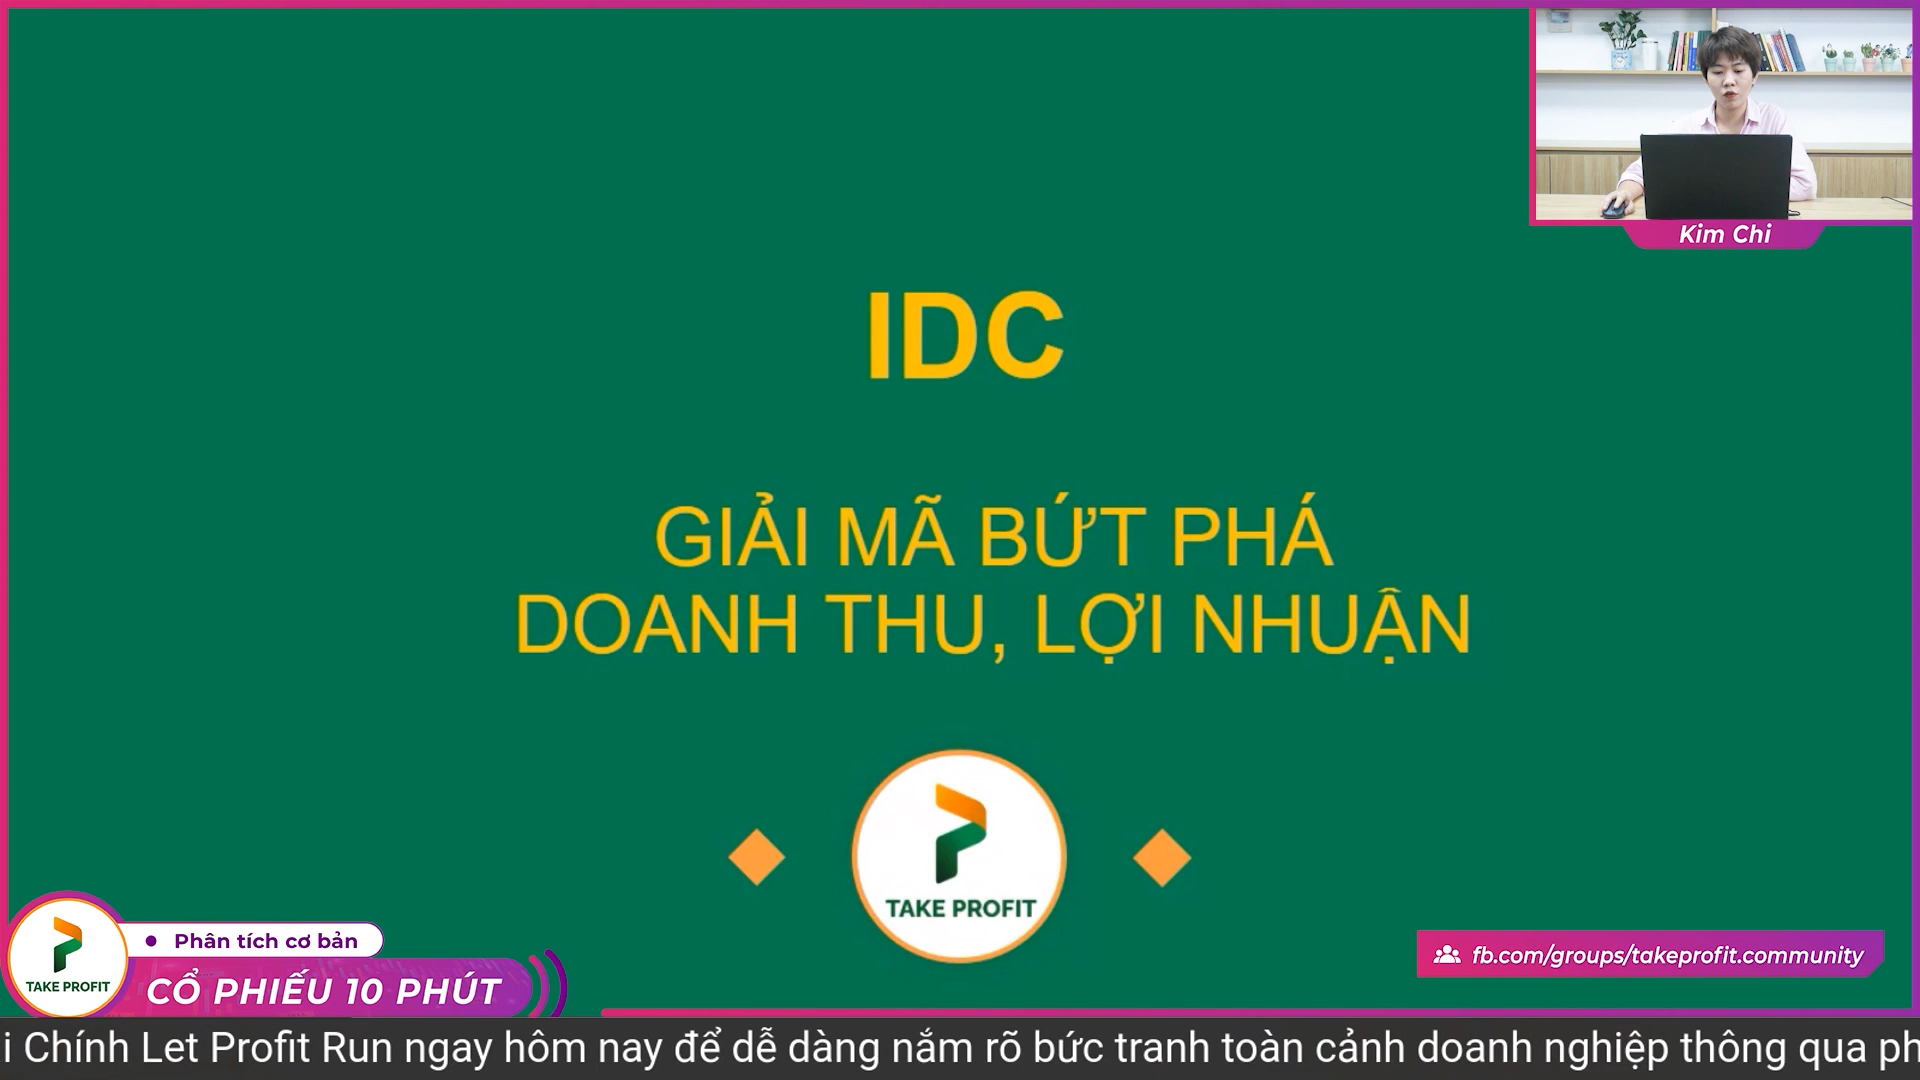 Kim Chi
IDC
GIẢI MÃ BỨT PHÁ
DOANH THU, LỢI NHUẬN
TAKE PROFIT
TAKE PROFIT
Phân tích cơ bản
CỔ PHIẾU 10 PHÚT
fb.com/groups/takeprofit.community
i Chính Let Profit Run ngay hôm nay để dễ dàng nắm rõ bức tranh toàn cảnh doanh nghiệp thông qua ph